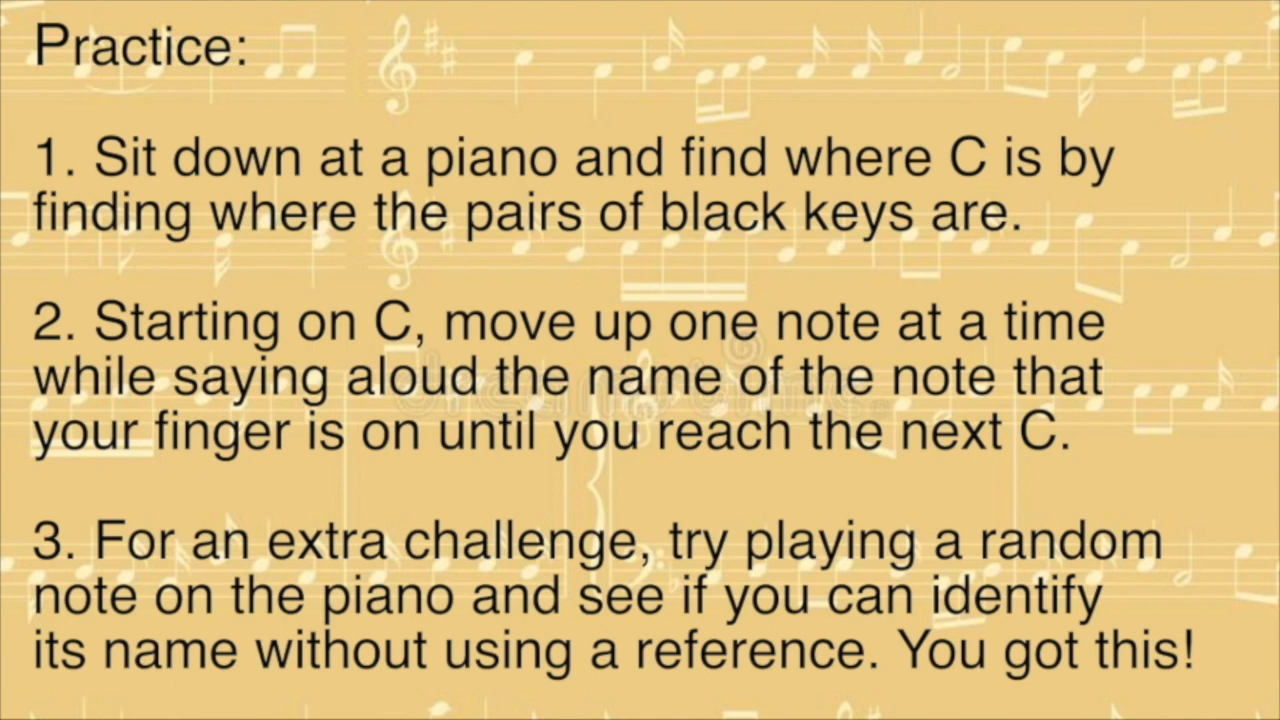 Practice:
1. Sit down at a piano and find where C is by
finding where the pairs of black keys are.
2. Starting on C, move up one note at a time
while saying aloud the name of the note that
your finger is on until you reach the next C.
3. For an extra challenge, try playing a random
note on the piano and see if you can identify
its name without using a reference. You got this!